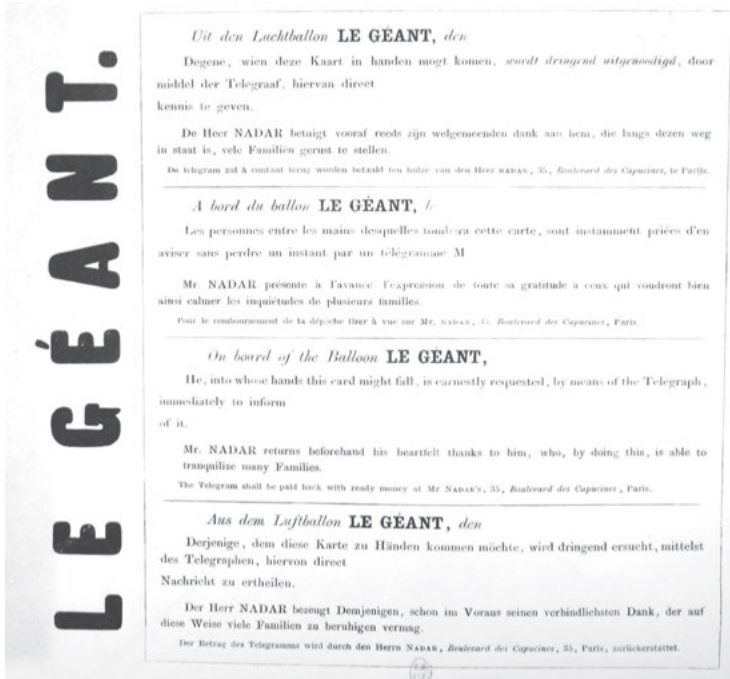 LE GÉANT.
Uit den Luchtballon LE GÉANT, den
Degene, wien deze Kaart in handen mogt komen, wordt dringend uitgenoodigd, door
middel der Telegraaf, hiervan direct
kennis te geven.
De Heer NADAR betuigt vooraf reeds zijn welgemeenden dank aan hem, die langs dezen weg
in staat is, vele Familien gerust te stellen.
De telegram zal à contant terug worden betaald ten huize van den Heer NADAR, 35, Boulevard des Capucines, te Parijs.
A bord du ballon LE GÉANT, le
Les personnes entre les mains desquelles tombera cette carte, sont instamment priées d'en
aviser sans perdre un instant par un télégramme M
Mr. NADAR présente à l'avance l'expression de toute sa gratitude à ceux qui voudront bien
ainsi calmer les inquiétudes de plusieurs familles.
Pour le remboursement de la dépêche tirer à vue sur Mr. NADAR, 35, Boulevard des Capucines, Paris.
On board of the Balloon LE GÉANT,
He, into whose hands this card might fall, is earnestly requested, by means of the Telegraph,
immediately to inform
of it.
Mr. NADAR returns beforehand his heartfelt thanks to him, who, by doing this, is able to
tranquilize many Families.
The Telegram shall be paid back with ready money at Mr NADAR'S, 35, Boulevard des Capucines, Paris.
Aus dem Luftballon LE GÉANT, den
Derjenige, dem diese Karte zu Händen kommen möchte, wird dringend ersucht, mittelst
des Telegraphen, hiervon direct
Nachricht zu ertheilen.
Der Herr NADAR bezeugt Demjenigen, schon im Voraus seinen verbindlichsten Dank, der auf
diese Weise viele Familien zu beruhigen vermag.
Der Betrag des Telegramms wird durch den Herrn NADAR, Boulevard des Capucines, 35, Paris, zurückerstattet.